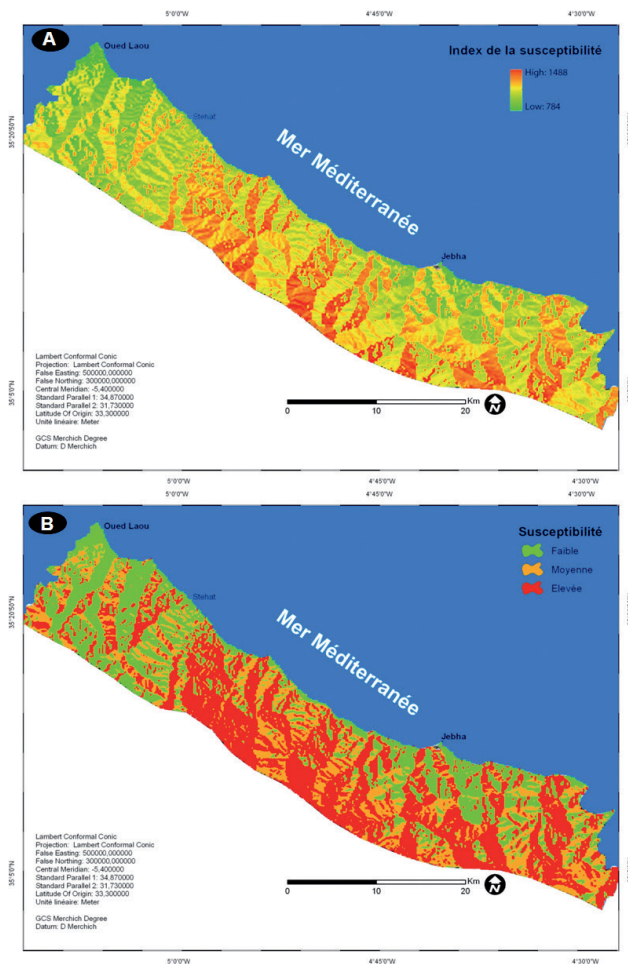 5°0'0"W
4°45'0"W
4°30'0"W
A
Oued Laou
Index de la susceptibilité
High: 1488
Low: 784
Stehat
35°20'50"N
Mer Méditerranée
Jebha
35°5'0"N
Lambert Conformal Conic
Projection: Lambert Conformal Conic
False Easting: 500000,000000
False Northing: 300000,000000
Central Meridian: -5,400000
Standard Parallel 1: 34,870000
Standard Parallel 2: 31,730000
Latitude Of Origin: 33,300000
Unité linéaire: Meter
GCS Merchich Degree
Datum: D Merchich
Km
0 10 20
N
5°0'0"W
4°45'0"W
4°30'0"W
5°0'0"W
4°45'0"W
4°30'0"W
B
Oued Laou
Susceptibilité
Faible
Moyenne
Elevée
Stehat
35°20'50"N
Mer Méditerranée
Jebha
35°5'0"N
Lambert Conformal Conic
Projection: Lambert Conformal Conic
False Easting: 500000,000000
False Northing: 300000,000000
Central Meridian: -5,400000
Standard Parallel 1: 34,870000
Standard Parallel 2: 31,730000
Latitude Of Origin: 33,300000
Unité linéaire: Meter
GCS Merchich Degree
Datum: D Merchich
Km
0 10 20
N
5°0'0"W
4°45'0"W
4°30'0"W